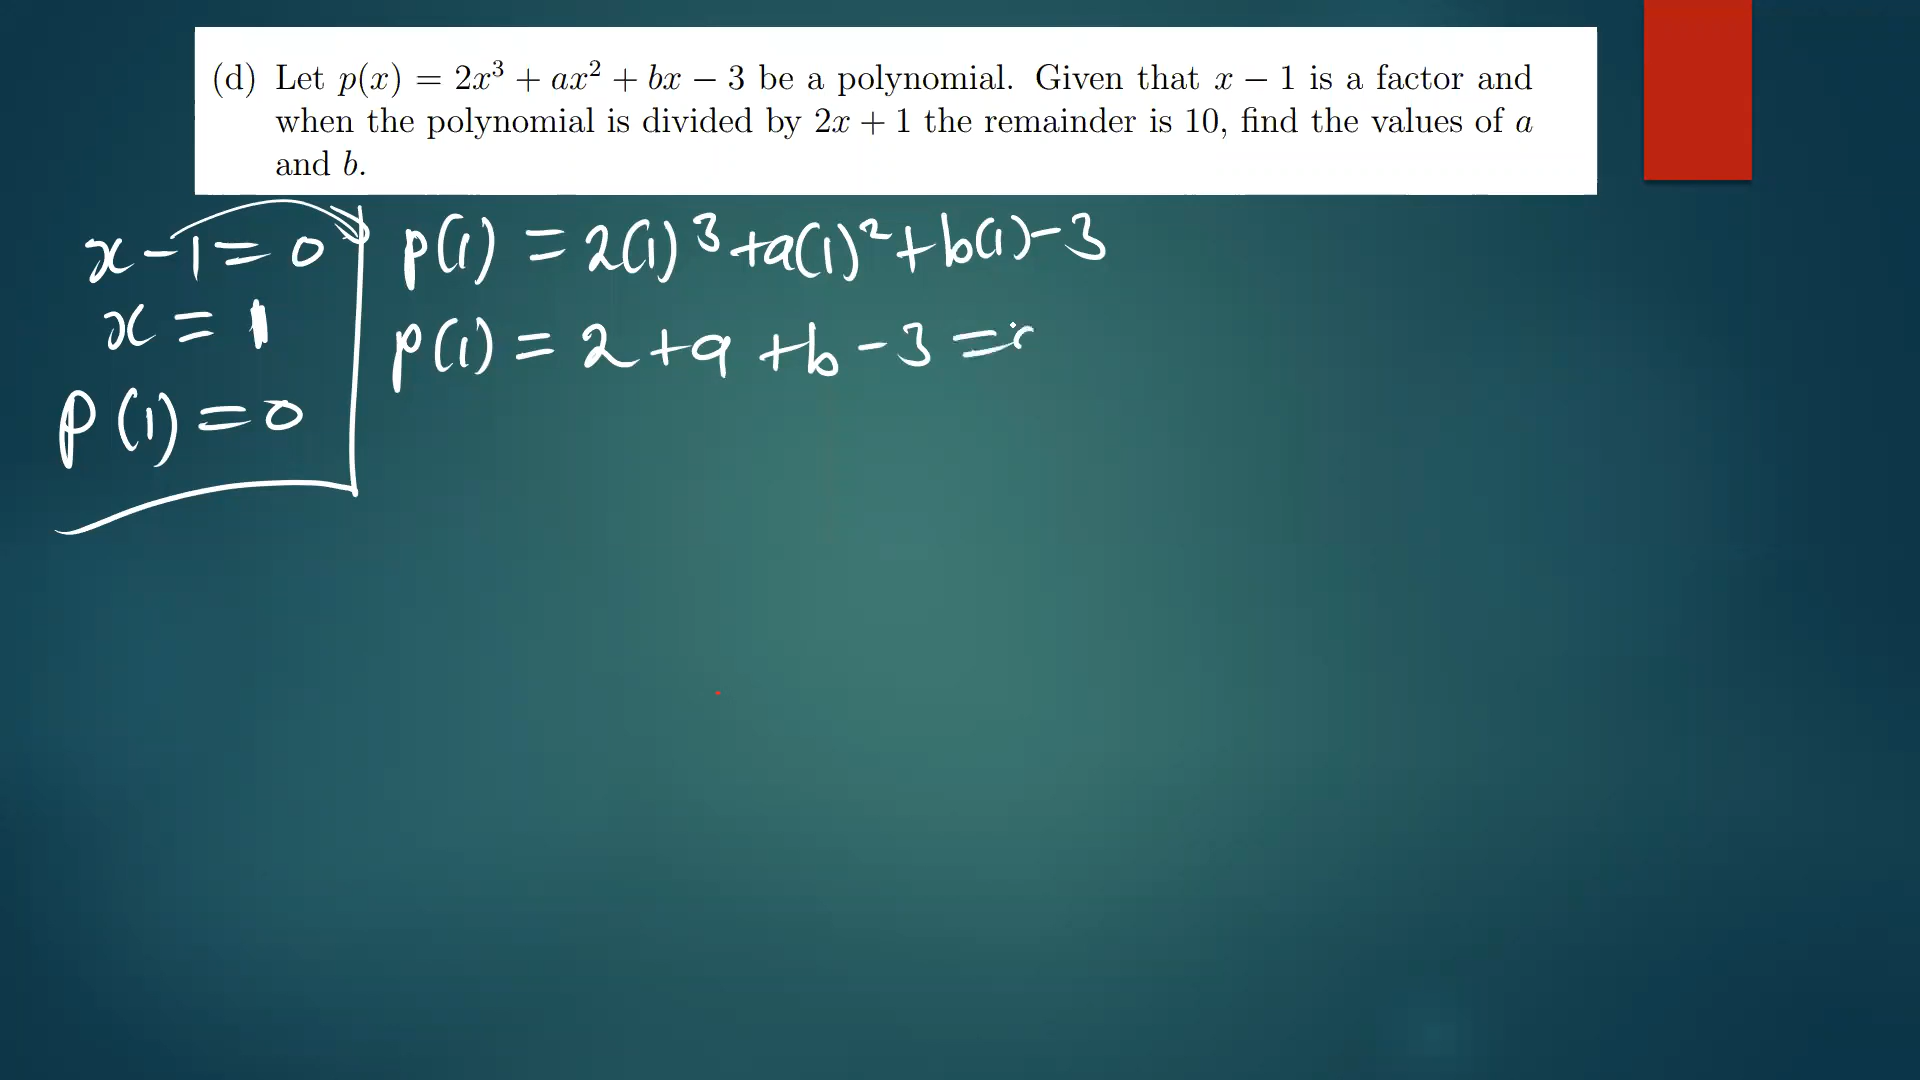 (d) Let p(x) = 2x³ + ax² + bx − 3 be a polynomial. Given that x − 1 is a factor and
when the polynomial is divided by 2x + 1 the remainder is 10, find the values of a
and b.
x − 1 = 0
x = 1
P(1) = 0
p(1) = 2(1)³ + a(1)² + b(1) − 3
p(1) = 2 + a + b − 3 =